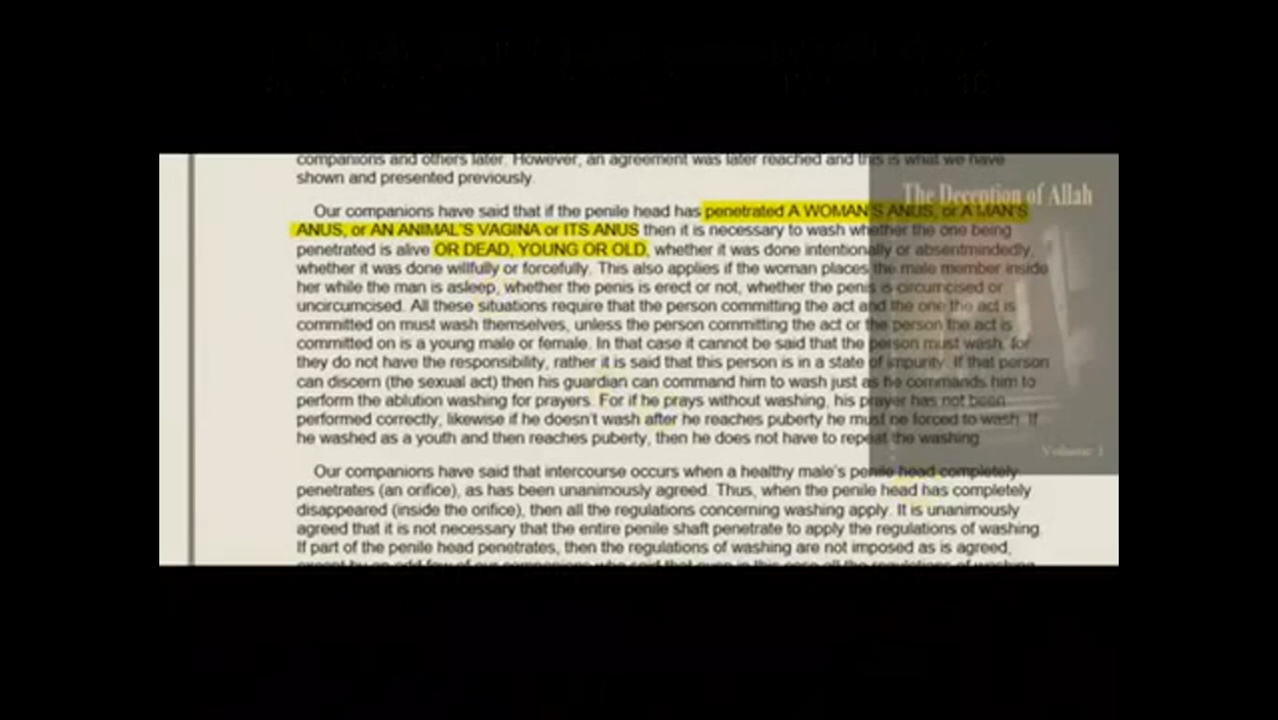 companions and others later. However, an agreement was later reached and this is what we have
shown and presented previously.
The Deception of Allah
Our companions have said that if the penile head has penetrated A WOMAN'S ANUS, or A MAN'S
ANUS, or AN ANIMAL'S VAGINA or ITS ANUS then it is necessary to wash whether the one being
penetrated is alive OR DEAD, YOUNG OR OLD, whether it was done intentionally or absentmindedly,
whether it was done willfully or forcefully. This also applies if the woman places the male member inside
her while the man is asleep, whether the penis is erect or not, whether the penis is circumcised or
uncircumcised. All these situations require that the person committing the act and the one the act is
committed on must wash themselves, unless the person committing the act or the person the act is
committed on is a young male or female. In that case it cannot be said that the person must wash, for
they do not have the responsibility, rather it is said that this person is in a state of impurity. If that person
can discern (the sexual act) then his guardian can command him to wash just as he commands him to
perform the ablution washing for prayers. For if he prays without washing, his prayer has not been
performed correctly; likewise if he doesn't wash after he reaches puberty he must be forced to wash. If
he washed as a youth and then reaches puberty, then he does not have to repeat the washing.
Volume 1
Our companions have said that intercourse occurs when a healthy male's penile head completely
penetrates (an orifice), as has been unanimously agreed. Thus, when the penile head has completely
disappeared (inside the orifice), then all the regulations concerning washing apply. It is unanimously
agreed that it is not necessary that the entire penile shaft penetrate to apply the regulations of washing.
If part of the penile head penetrates, then the regulations of washing are not imposed as is agreed,